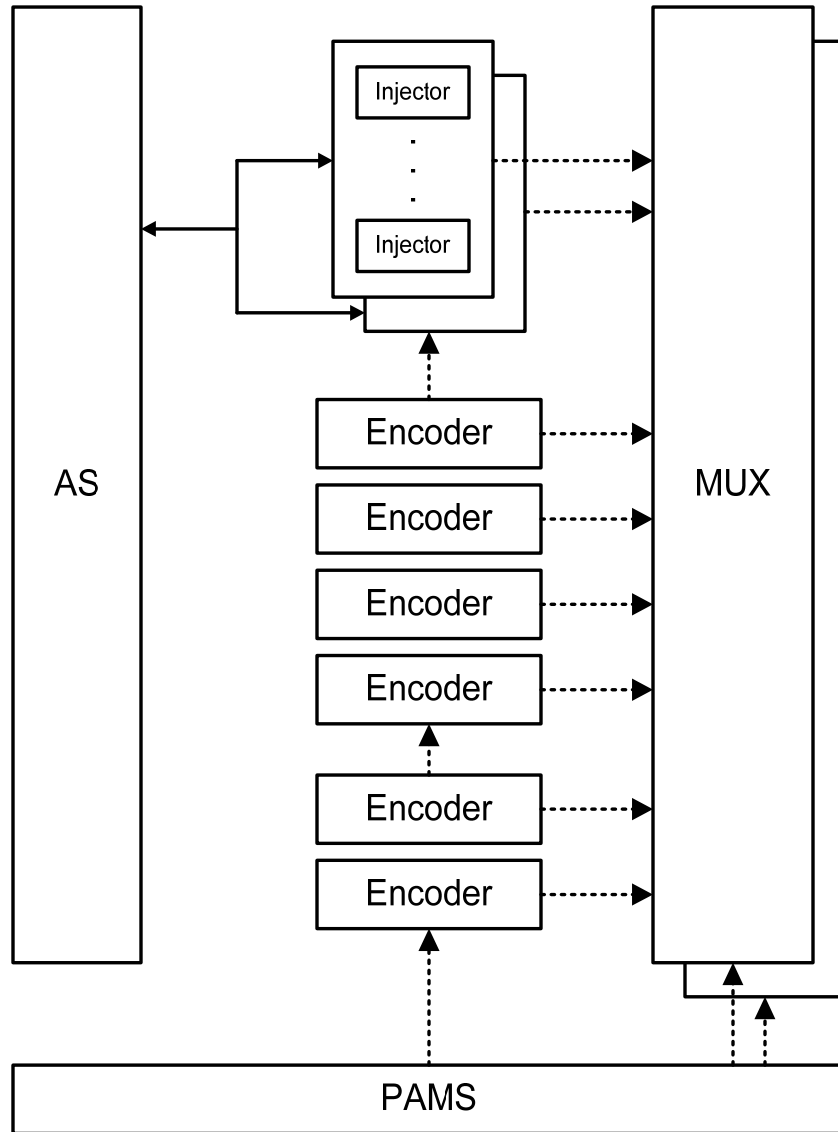 Injector
.
.
.
Injector
AS
MUX
Encoder
Encoder
Encoder
Encoder
Encoder
Encoder
PAMS